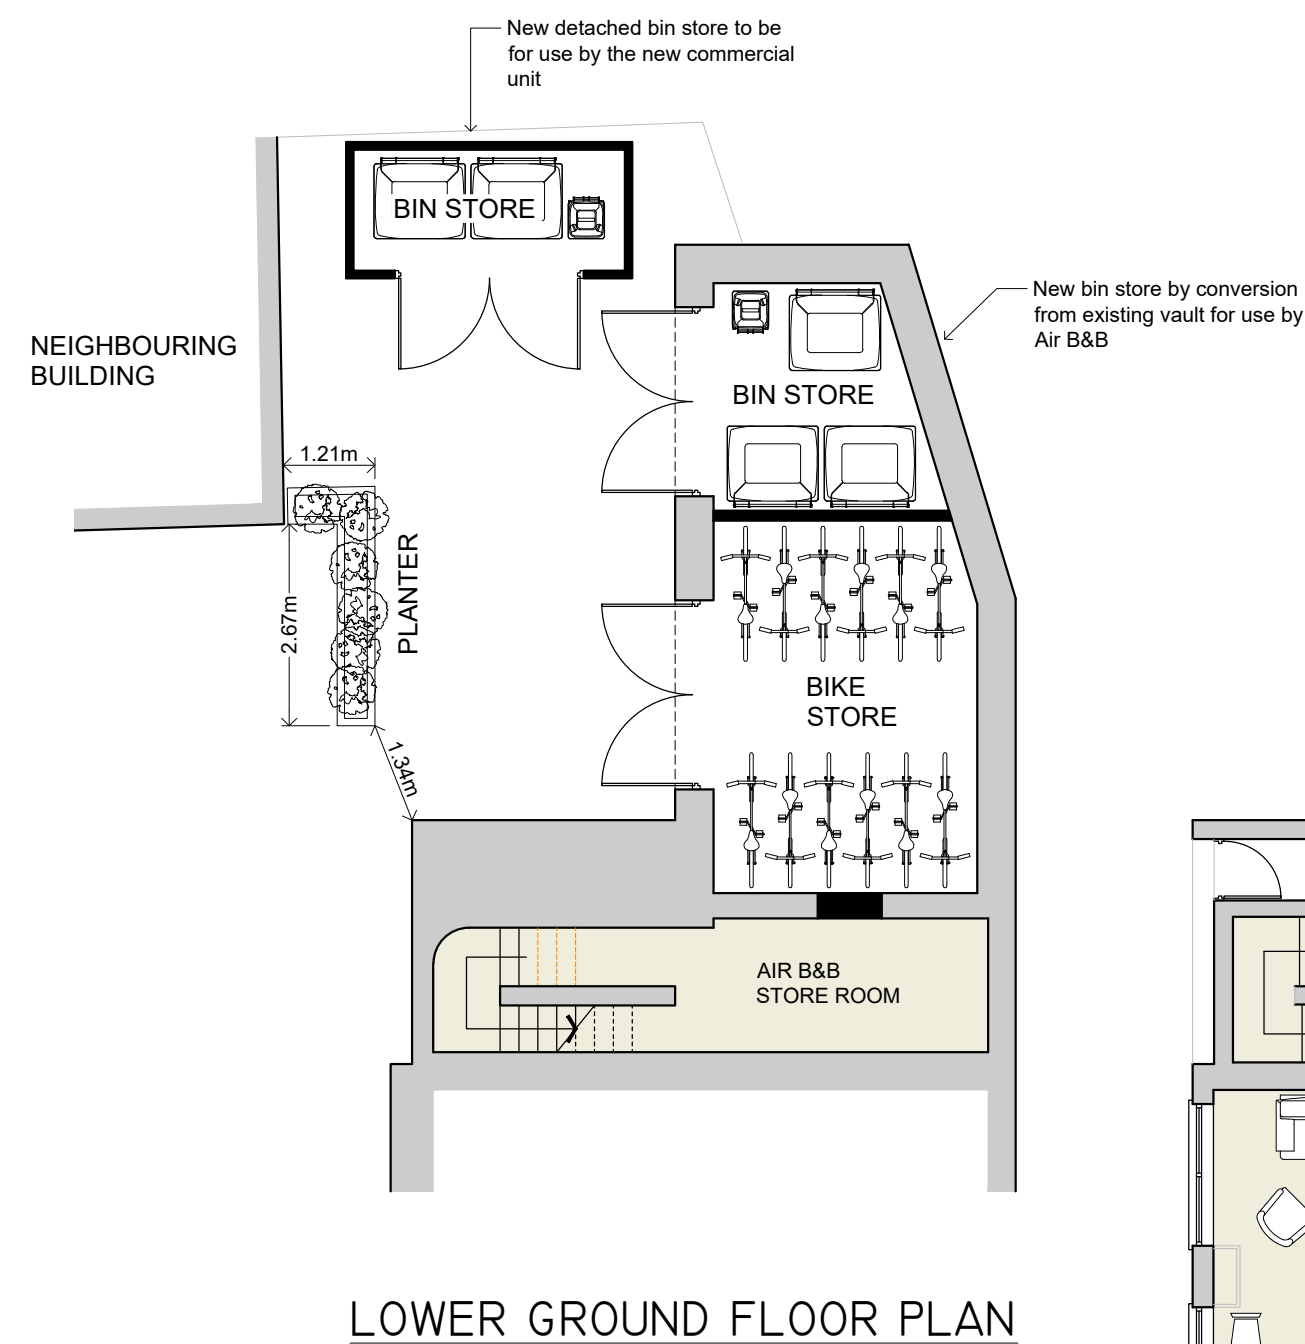 New detached bin store to be
for use by the new commercial
unit
BIN STORE
New bin store by conversion
from existing vault for use by
Air B&B
NEIGHBOURING
BUILDING
BIN STORE
1.21m
PLANTER
2.67m
BIKE
STORE
1.34m
AIR B&B
STORE ROOM
LOWER GROUND FLOOR PLAN